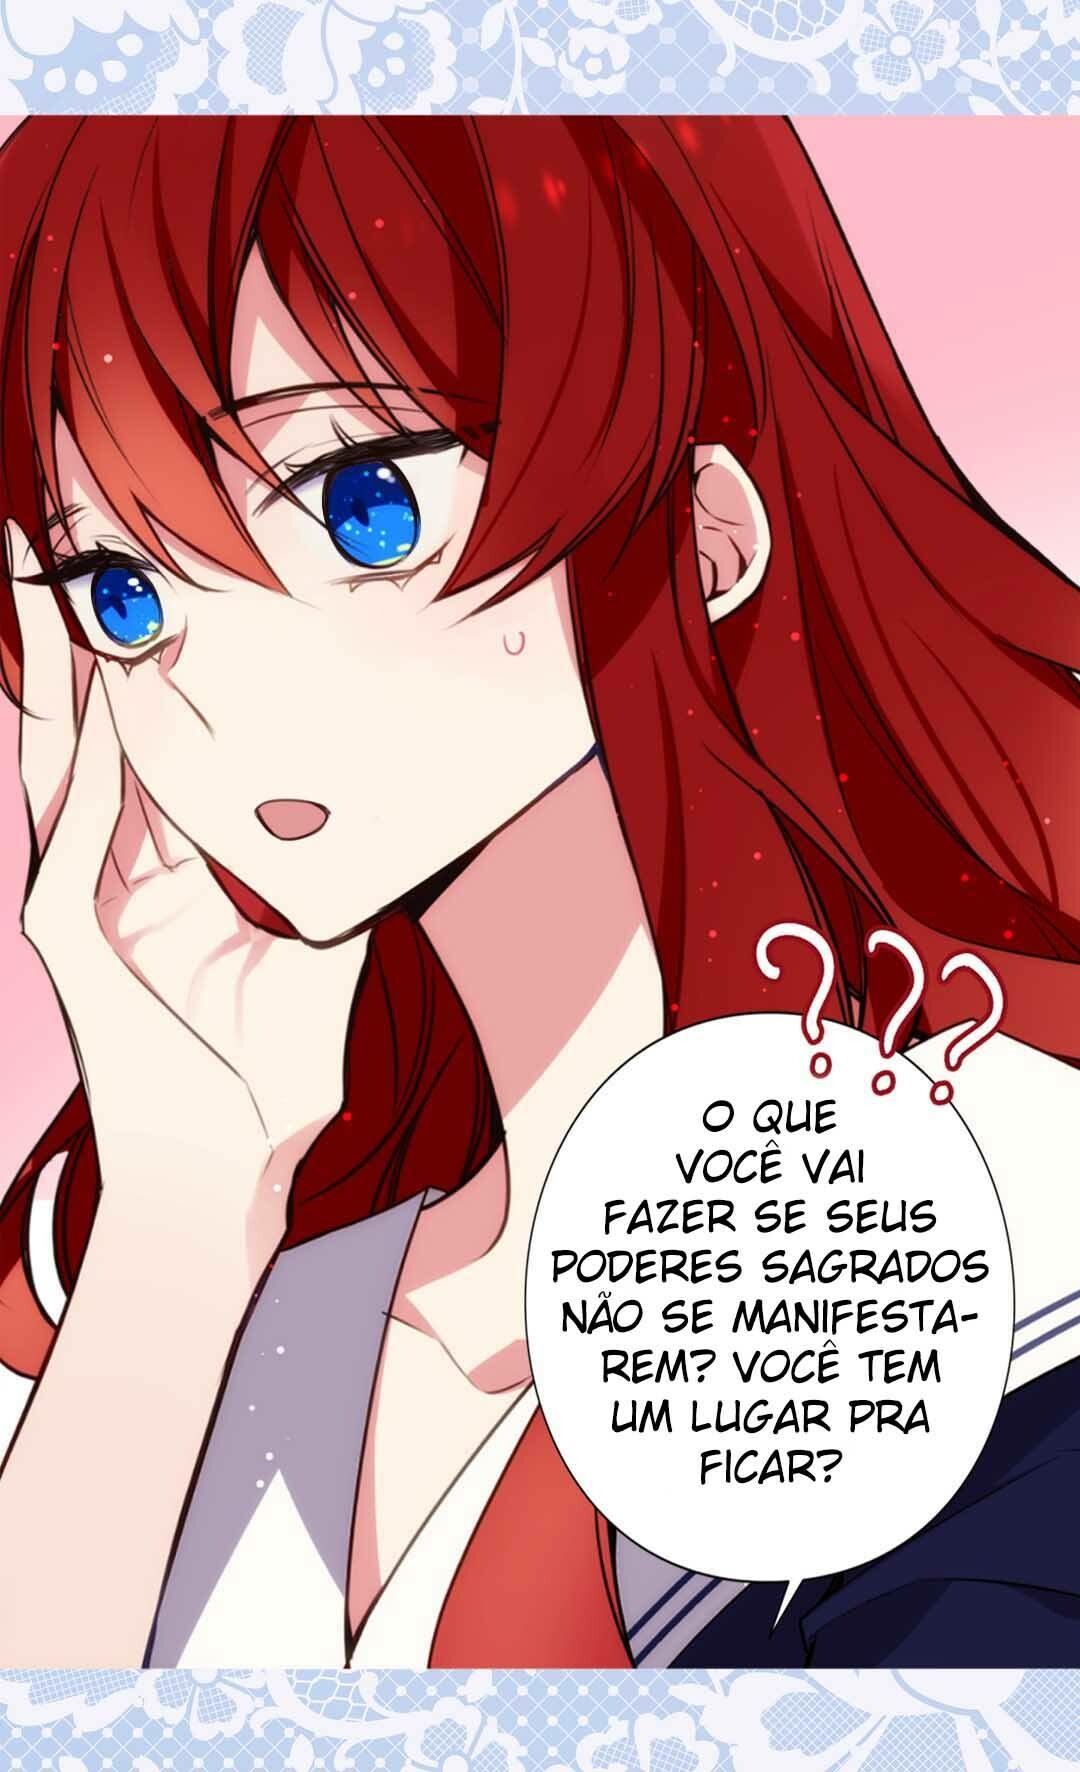 ???
O QUE
VOCÊ VAI
FAZER SE SEUS
PODERES SAGRADOS
NÃO SE MANIFESTA-
REM? VOCÊ TEM
UM LUGAR PRA
FICAR?